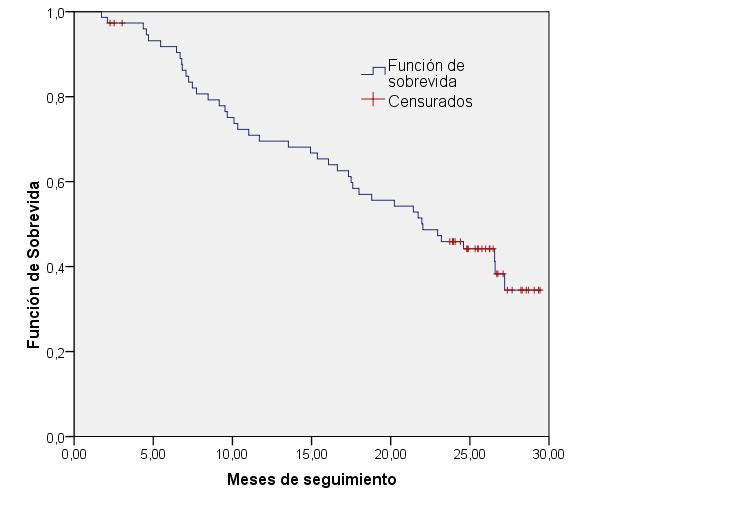 1,0
0,8
0,6
0,4
0,2
0,0
Función de Sobrevida
Función de
sobrevida
Censurados
0,00 5,00 10,00 15,00 20,00 25,00 30,00
Meses de seguimiento